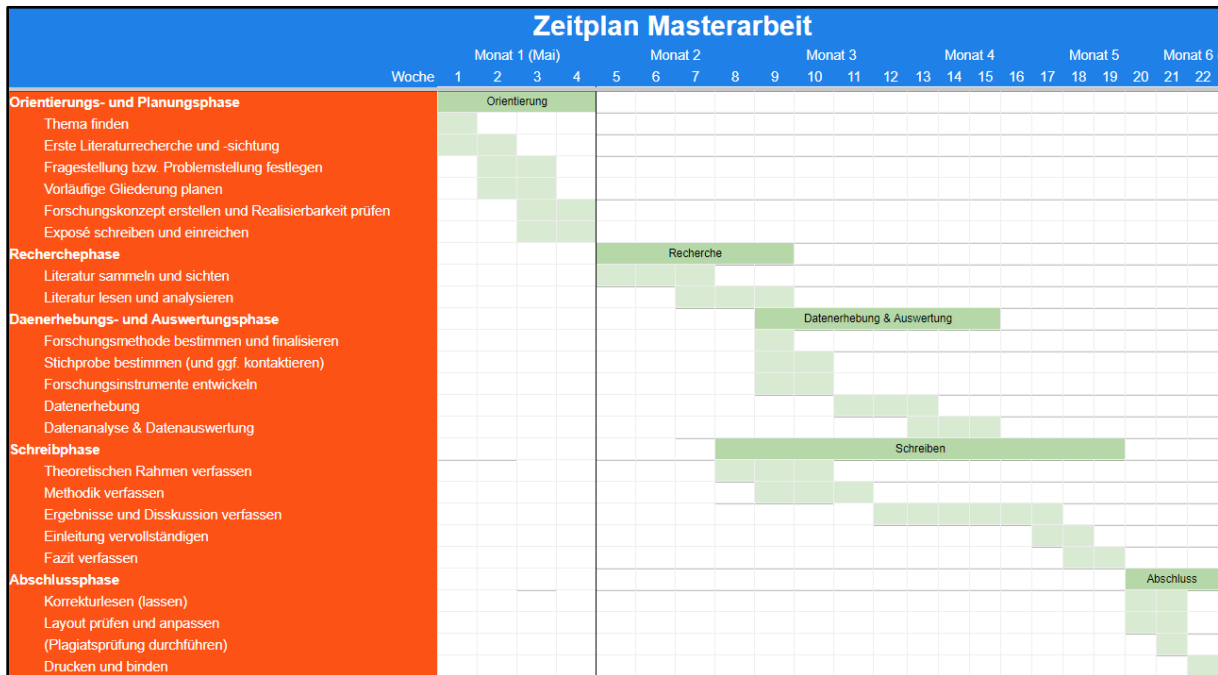 Zeitplan Masterarbeit
Monat 1 (Mai) Monat 2 Monat 3 Monat 4 Monat 5 Monat 6
Woche 1 2 3 4 5 6 7 8 9 10 11 12 13 14 15 16 17 18 19 20 21 22
Orientierungs- und Planungsphase Orientierung
Thema finden
Erste Literaturrecherche und -sichtung
Fragestellung bzw. Problemstellung festlegen
Vorläufige Gliederung planen
Forschungskonzept erstellen und Realisierbarkeit prüfen
Exposé schreiben und einreichen
Recherchephase Recherche
Literatur sammeln und sichten
Literatur lesen und analysieren
Daenerhebungs- und Auswertungsphase Datenerhebung & Auswertung
Forschungsmethode bestimmen und finalisieren
Stichprobe bestimmen (und ggf. kontaktieren)
Forschungsinstrumente entwickeln
Datenerhebung
Datenanalyse & Datenauswertung
Schreibphase Schreiben
Theoretischen Rahmen verfassen
Methodik verfassen
Ergebnisse und Disskussion verfassen
Einleitung vervollständigen
Fazit verfassen
Abschlussphase Abschluss
Korrekturlesen (lassen)
Layout prüfen und anpassen
(Plagiatsprüfung durchführen)
Drucken und binden